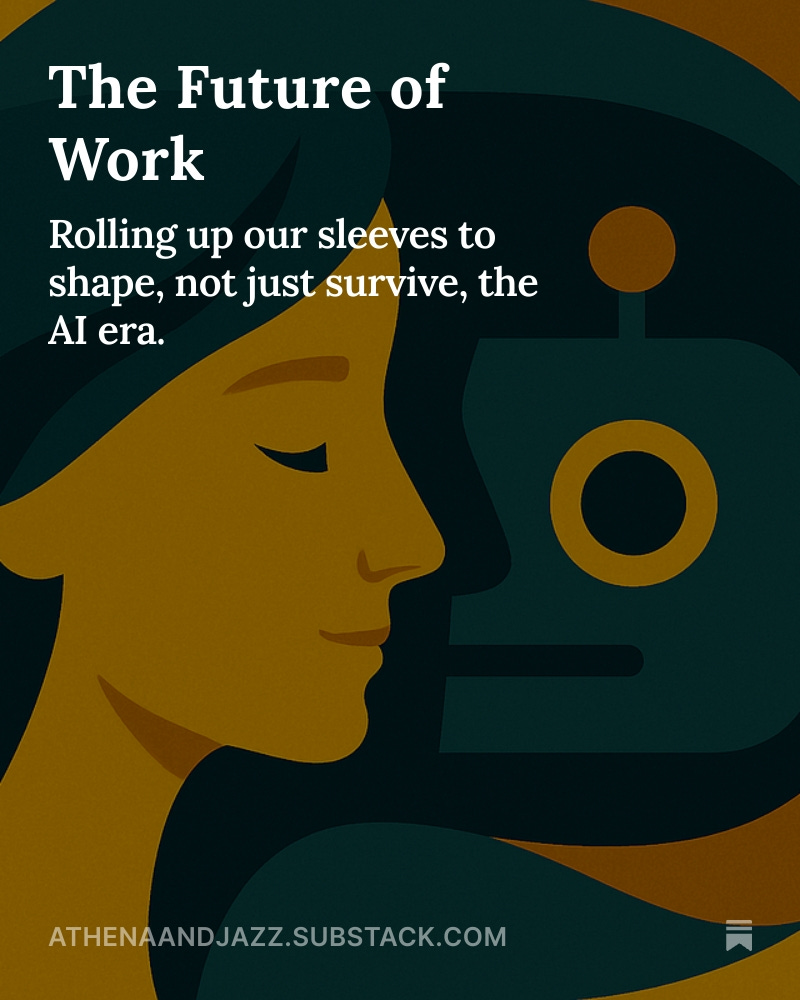 The Future of
Work
Rolling up our sleeves to
shape, not just survive, the
AI era.
ATHENAANDJAZZ.SUBSTACK.COM